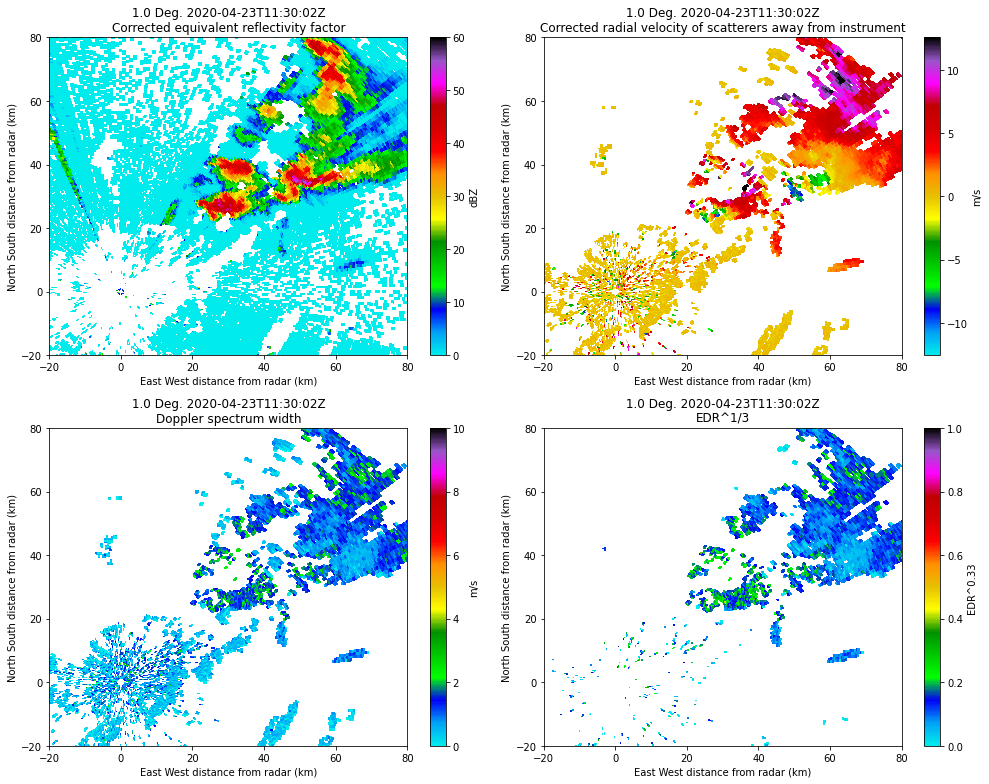 1.0 Deg. 2020-04-23T11:30:02Z
Corrected equivalent reflectivity factor
80
60
40
20
0
−20
−20 0 20 40 60 80
North South distance from radar (km)
East West distance from radar (km)
60
50
40
30
20
10
0
dBZ
1.0 Deg. 2020-04-23T11:30:02Z
Corrected radial velocity of scatterers away from instrument
80
60
40
20
0
−20
−20 0 20 40 60 80
North South distance from radar (km)
East West distance from radar (km)
10
5
0
−5
−10
m/s
1.0 Deg. 2020-04-23T11:30:02Z
Doppler spectrum width
80
60
40
20
0
−20
−20 0 20 40 60 80
North South distance from radar (km)
East West distance from radar (km)
10
8
6
4
2
0
m/s
1.0 Deg. 2020-04-23T11:30:02Z
EDR^1/3
80
60
40
20
0
−20
−20 0 20 40 60 80
North South distance from radar (km)
East West distance from radar (km)
1.0
0.8
0.6
0.4
0.2
0.0
EDR^0.33